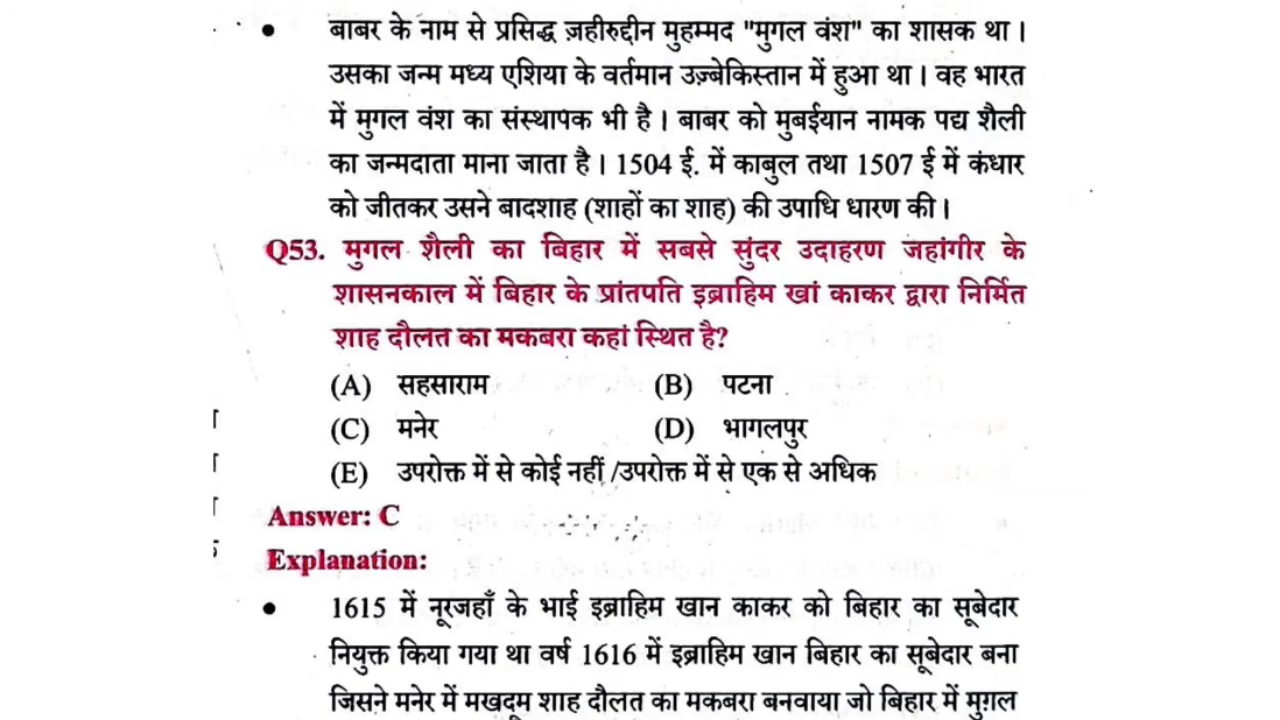 • बाबर के नाम से प्रसिद्ध ज़हीरुद्दीन मुहम्मद "मुगल वंश" का शासक था।
उसका जन्म मध्य एशिया के वर्तमान उज़्बेकिस्तान में हुआ था। वह भारत
में मुगल वंश का संस्थापक भी है। बाबर को मुबईयान नामक पद्य शैली
का जन्मदाता माना जाता है। 1504 ई. में काबुल तथा 1507 ई में कंधार
को जीतकर उसने बादशाह (शाहों का शाह) की उपाधि धारण की।
Q53. मुगल शैली का बिहार में सबसे सुंदर उदाहरण जहांगीर के
शासनकाल में बिहार के प्रांतपति इब्राहिम खां काकर द्वारा निर्मित
शाह दौलत का मकबरा कहां स्थित है?
(A) सहसाराम (B) पटना
(C) मनेर (D) भागलपुर
(E) उपरोक्त में से कोई नहीं /उपरोक्त में से एक से अधिक
Answer: C
Explanation:
• 1615 में नूरजहाँ के भाई इब्राहिम खान काकर को बिहार का सूबेदार
नियुक्त किया गया था वर्ष 1616 में इब्राहिम खान बिहार का सूबेदार बना
जिसने मनेर में मखदूम शाह दौलत का मकबरा बनवाया जो बिहार में मुग़ल